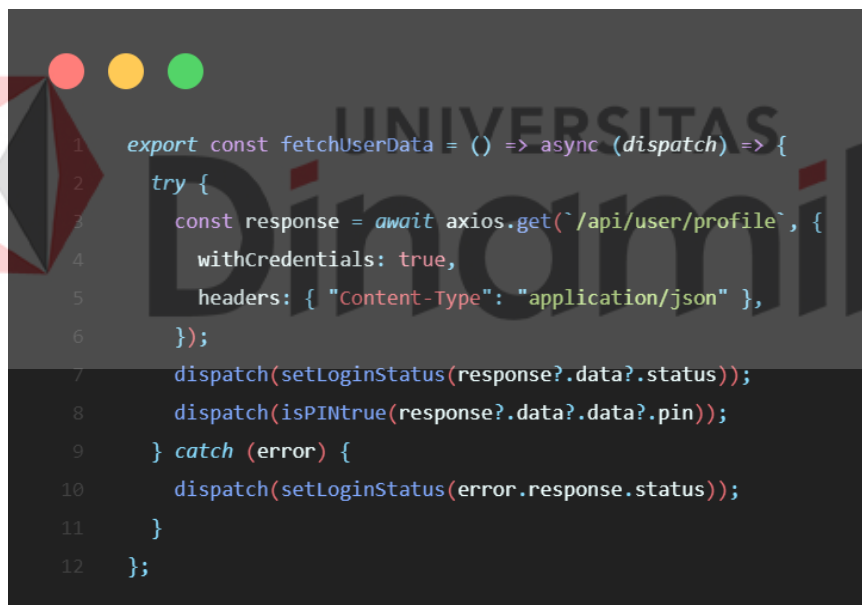 UNIVERSITAS
Dinami
1 export const fetchUserData = () => async (dispatch) => {
2 try {
3 const response = await axios.get(`/api/user/profile`, {
4 withCredentials: true,
5 headers: { "Content-Type": "application/json" },
6 });
7 dispatch(setLoginStatus(response?.data?.status));
8 dispatch(isPINtrue(response?.data?.data?.pin));
9 } catch (error) {
10 dispatch(setLoginStatus(error.response.status));
11 }
12 };